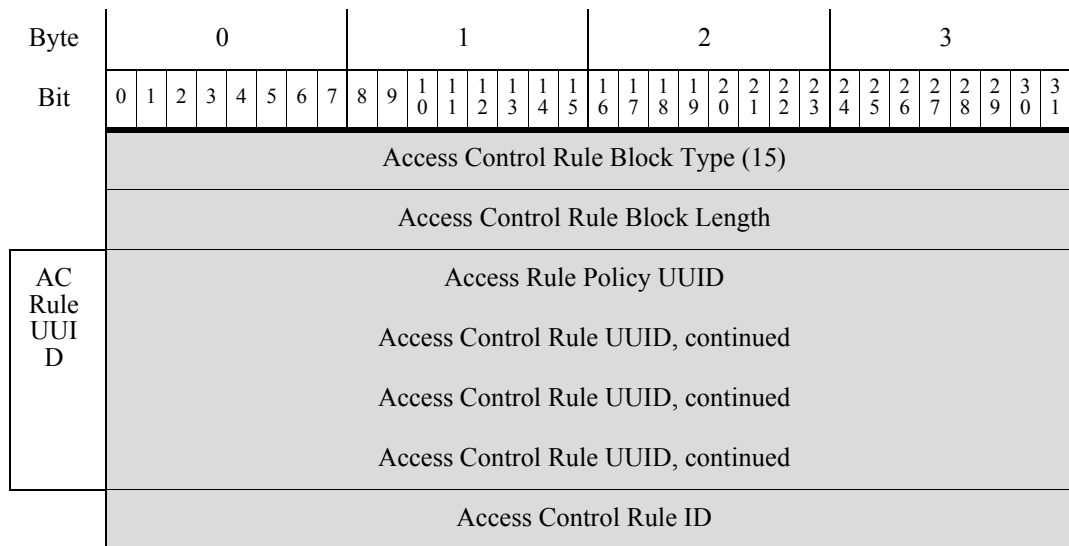 Byte 0 1 2 3
Bit 0 1 2 3 4 5 6 7 8 9 10 11 12 13 14 15 16 17 18 19 20 21 22 23 24 25 26 27 28 29 30 31
Access Control Rule Block Type (15)
Access Control Rule Block Length
AC
Rule
UUI
D
Access Rule Policy UUID
Access Control Rule UUID, continued
Access Control Rule UUID, continued
Access Control Rule UUID, continued
Access Control Rule ID